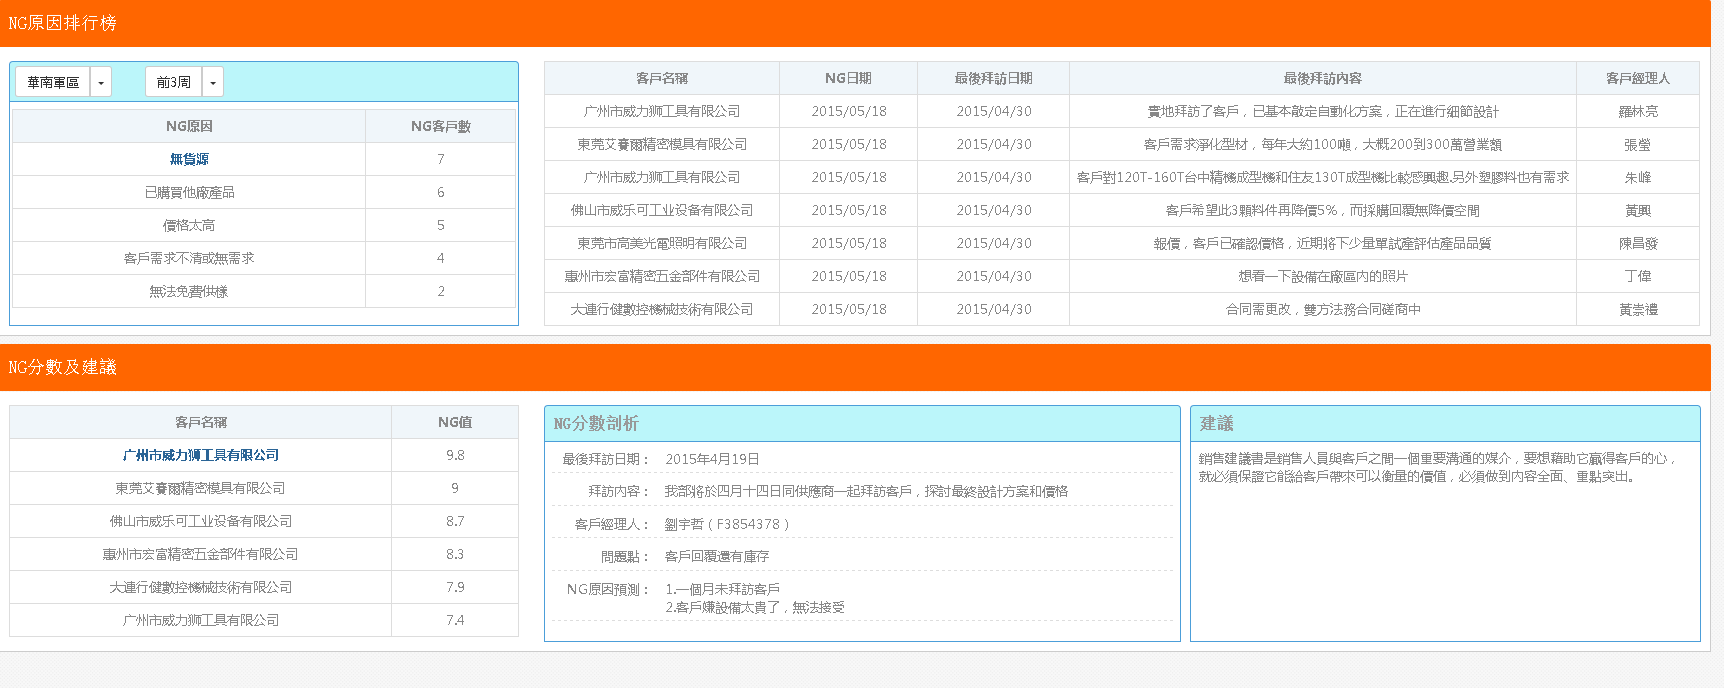 NG原因排行榜
華南軍區 前3周
NG原因 NG客戶數
無貨源 7
已購買他廠產品 6
價格太高 5
客戶需求不清或無需求 4
無法免費供樣 2
客戶名稱 NG日期 最後拜訪日期 最後拜訪內容 客戶經理人
广州市威力狮工具有限公司 2015/05/18 2015/04/30 實地拜訪了客戶，已基本敲定自動化方案，正在進行細節設計 羅林亮
東莞艾賽爾精密模具有限公司 2015/05/18 2015/04/30 客戶需求淨化型材，每年大約100噸，大概200到300萬營業額 張瑩
广州市威力狮工具有限公司 2015/05/18 2015/04/30 客戶對120T-160T台中精機成型機和住友130T成型機比較感興趣.另外塑膠料也有需求 朱峰
佛山市威乐可工业设备有限公司 2015/05/18 2015/04/30 客戶希望此3顆料件再降價5%，而採購回覆無降價空間 黃興
東莞市高美光電照明有限公司 2015/05/18 2015/04/30 報價，客戶已確認價格，近期將下少量單試產評估產品品質 陳昌發
惠州市宏富精密五金部件有限公司 2015/05/18 2015/04/30 想看一下設備在廠區內的照片 丁偉
大連行健數控機械技術有限公司 2015/05/18 2015/04/30 合同需更改，雙方法務合同磋商中 黃崇禮
NG分數及建議
客戶名稱 NG值
广州市威力狮工具有限公司 9.8
東莞艾賽爾精密模具有限公司 9
佛山市威乐可工业设备有限公司 8.7
惠州市宏富精密五金部件有限公司 8.3
大連行健數控機械技術有限公司 7.9
广州市威力狮工具有限公司 7.4
NG分數剖析
最後拜訪日期： 2015年4月19日
拜訪內容： 我部將於四月十四日同供應商一起拜訪客戶，探討最終設計方案和價格
客戶經理人： 劉宇哲（F3854378）
問題點： 客戶回覆還有庫存
NG原因預測： 1.一個月未拜訪客戶
2.客戶嫌設備太貴了，無法接受
建議
銷售建議書是銷售人員與客戶之間一個重要溝通的媒介，要想藉助它贏得客戶的心，
就必須保證它能給客戶帶來可以衡量的價值，必須做到內容全面、重點突出。